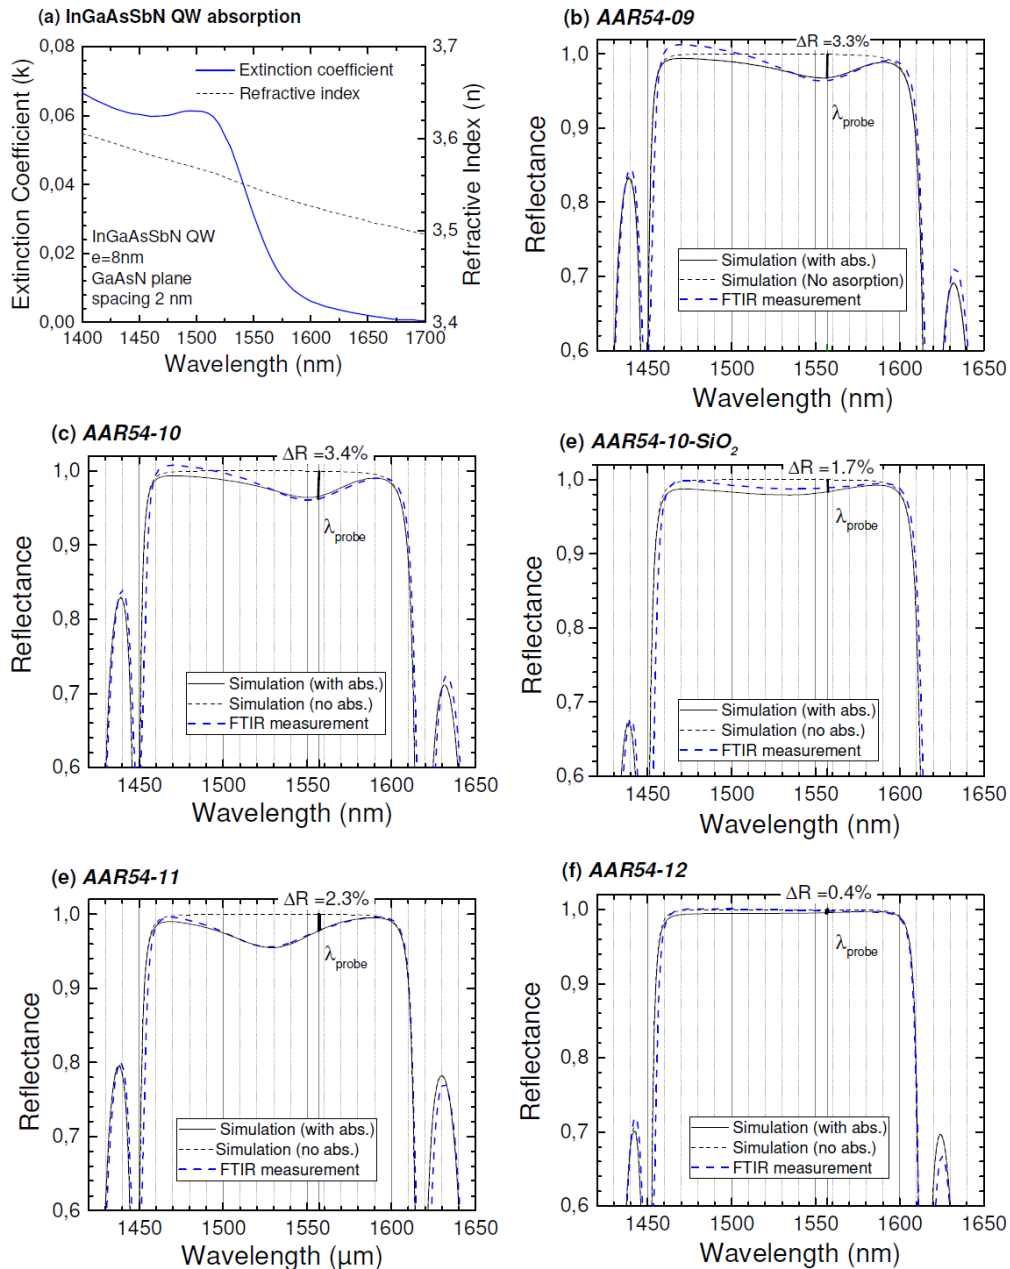 (a) InGaAsSbN QW absorption
0,08
0,06
0,04
0,02
0,00
Extinction Coefficient (k)
3,7
3,6
3,5
3,4
Refractive Index (n)
Extinction coefficient
Refractive index
InGaAsSbN QW
e=8nm
GaAsN plane
spacing 2 nm
1400 1450 1500 1550 1600 1650 1700
Wavelength (nm)
(b) AAR54-09
ΔR =3.3%
λprobe
1,0
0,9
0,8
0,7
0,6
Reflectance
Simulation (with abs.)
Simulation (No asorption)
FTIR measurement
1450 1500 1550 1600 1650
Wavelength (nm)
(c) AAR54-10
ΔR =3.4%
λprobe
1,0
0,9
0,8
0,7
0,6
Reflectance
Simulation (with abs.)
Simulation (no abs.)
FTIR measurement
1450 1500 1550 1600 1650
Wavelength (nm)
(e) AAR54-10-SiO2
ΔR =1.7%
λprobe
1,0
0,9
0,8
0,7
0,6
Reflectance
Simulation (with abs.)
Simulation (no abs.)
FTIR measurement
1450 1500 1550 1600 1650
Wavelength (nm)
(e) AAR54-11
ΔR =2.3%
λprobe
1,0
0,9
0,8
0,7
0,6
Reflectance
Simulation (with abs.)
Simulation (no abs.)
FTIR measurement
1450 1500 1550 1600 1650
Wavelength (µm)
(f) AAR54-12
ΔR =0.4%
λprobe
1,0
0,9
0,8
0,7
0,6
Reflectance
Simulation (with abs.)
Simulation (no abs.)
FTIR measurement
1450 1500 1550 1600 1650
Wavelength (nm)